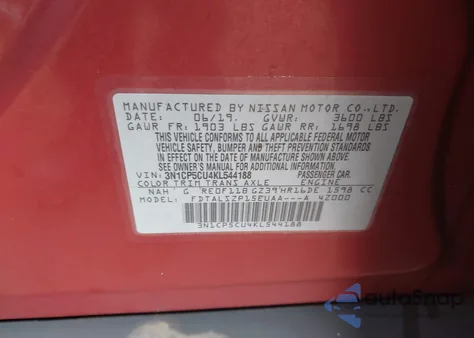 MANUFACTURED BY NISSAN MOTOR CO., LTD.
DATE: 06/19. GVWR: 3600 LBS
GAWR FR: 1903 LBS GAWR RR: 1698 LBS
THIS VEHICLE CONFORMS TO ALL APPLICABLE FEDERAL MOTOR
VEHICLE SAFETY, BUMPER AND THEFT PREVENTION STANDARDS
IN EFFECT ON THE DATE OF MANUFACTURE SHOWN ABOVE.
SEE OWNER'S MANUAL FOR ADDITIONAL INFORMATION.
VIN: 3N1CP5CU4KL544188
COLOR TRIM TRANS AXLE ENGINE
NAH G RE0F11B GZ39 HR16DE 1598 CC
MODEL: FDTALSZP15EUAA---A 42000
3N1CP5CU4KL544188
AutoSnap